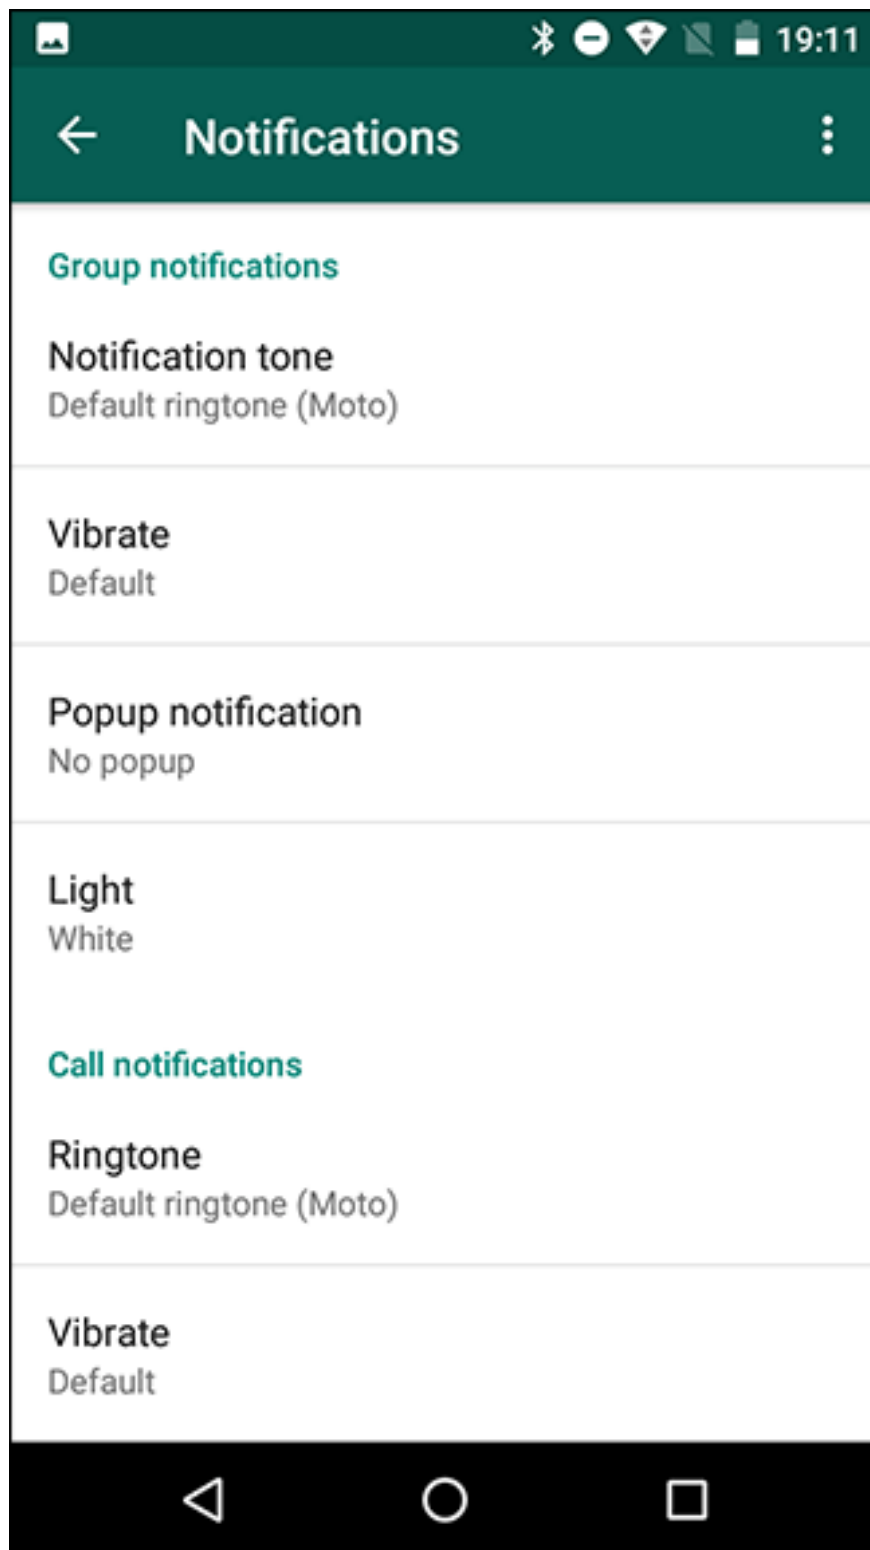 19:11
Notifications
Group notifications
Notification tone
Default ringtone (Moto)
Vibrate
Default
Popup notification
No popup
Light
White
Call notifications
Ringtone
Default ringtone (Moto)
Vibrate
Default